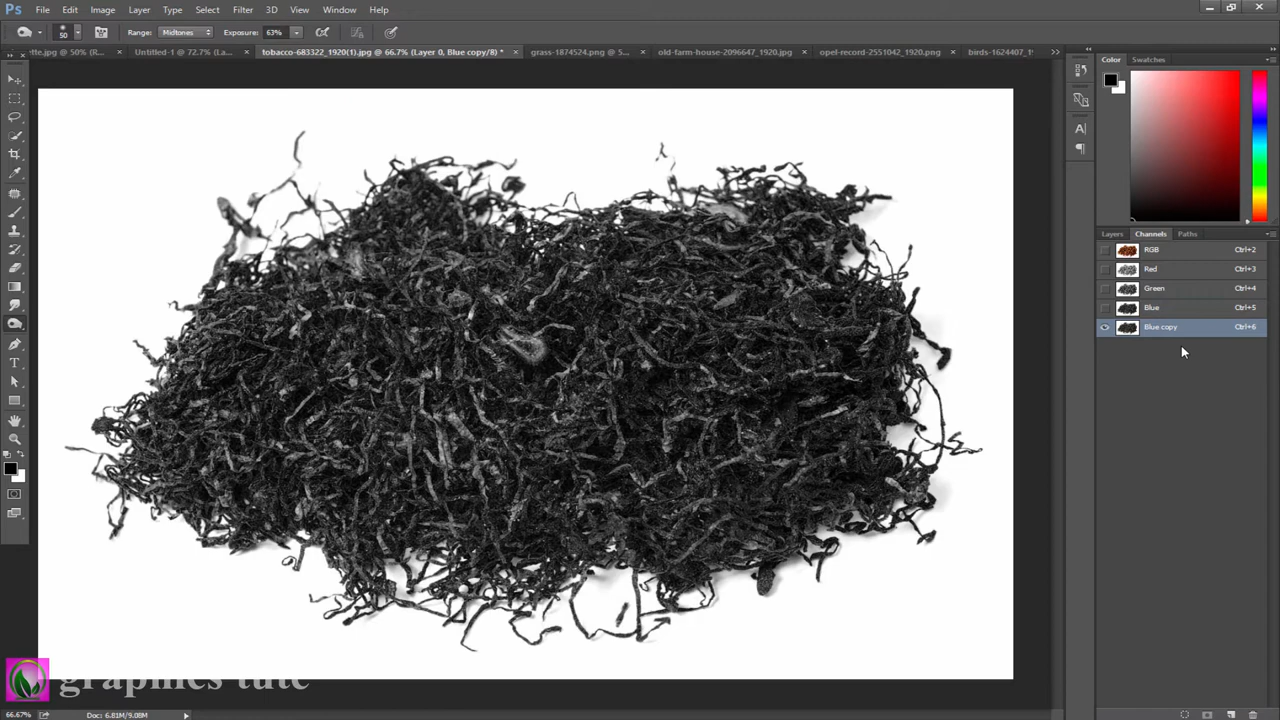 Ps File Edit Image Layer Type Select Filter 3D View Window Help
50 Range: Midtones Exposure: 63%
tte.jpg @ 50% (R... × Untitled-1 @ 72.7% (La... × tobacco-683322_1920(1).jpg @ 66.7% (Layer 0, Blue copy/8) * × grass-1874524.png @ 5... × old-farm-house-2096647_1920.jpg × opel-record-2551042_1920.png × birds-1624407_1 >>
Color Swatches
Layers Channels Paths
RGB Ctrl+2
Red Ctrl+3
Green Ctrl+4
Blue Ctrl+5
Blue copy Ctrl+6
graphics tute
66.67% Doc: 6.81M/9.08M